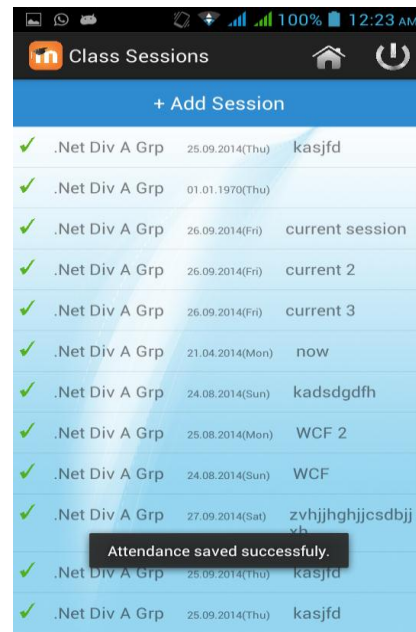 100% 12:23 AM
m Class Sessions
+ Add Session
.Net Div A Grp 25.09.2014(Thu) kasjfd
.Net Div A Grp 01.01.1970(Thu)
.Net Div A Grp 26.09.2014(Fri) current session
.Net Div A Grp 26.09.2014(Fri) current 2
.Net Div A Grp 26.09.2014(Fri) current 3
.Net Div A Grp 21.04.2014(Mon) now
.Net Div A Grp 24.08.2014(Sun) kadsdgdfh
.Net Div A Grp 25.08.2014(Mon) WCF 2
.Net Div A Grp 24.08.2014(Sun) WCF
.Net Div A Grp 27.09.2014(Sat) zvhjjhghjjcsdbjj
xh
Attendance saved successfuly.
.Net Div A Grp 25.09.2014(Thu) kasjfd
.Net Div A Grp 25.09.2014(Thu) kasjfd